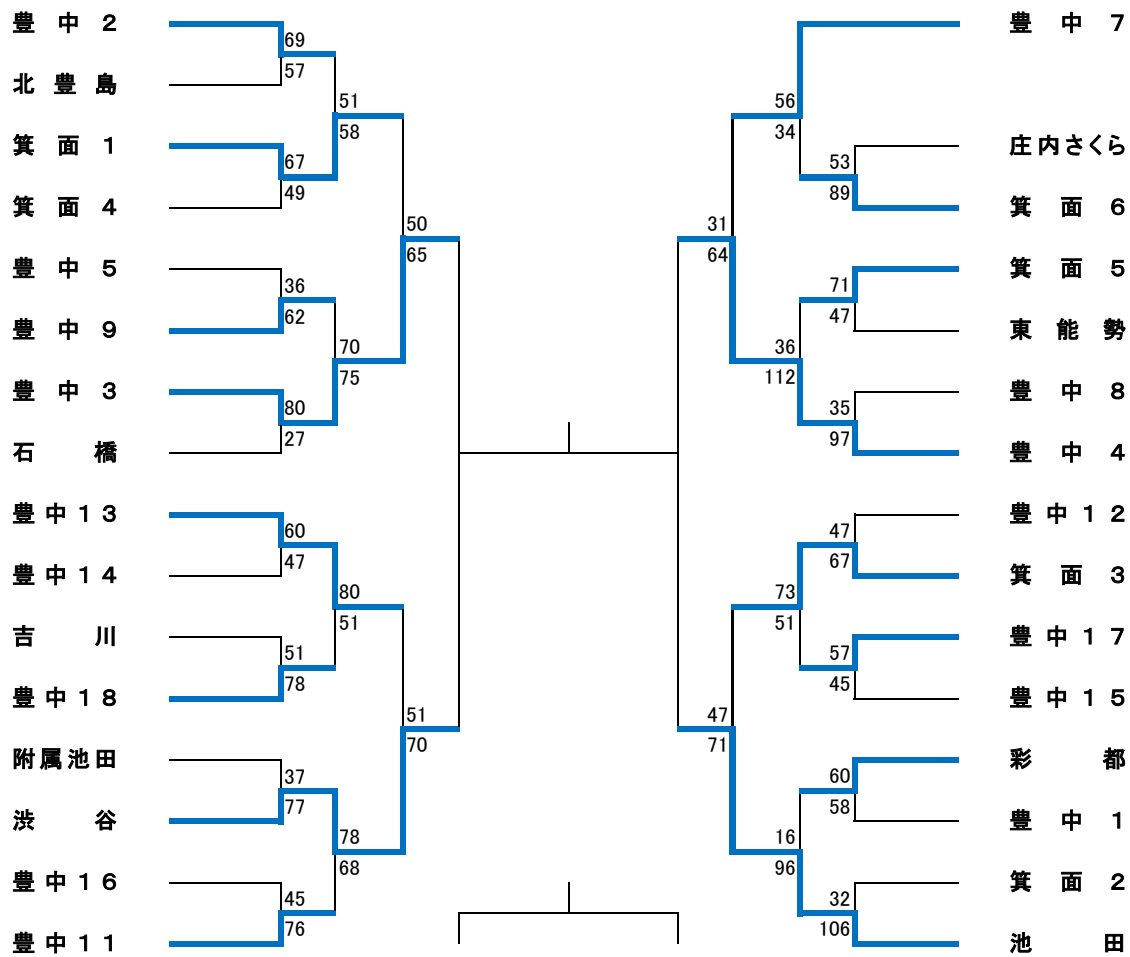 豊中２
69
57
北豊島
51
58
箕面１
67
49
箕面４
50
65
豊中５
36
62
豊中９
70
75
豊中３
80
27
石橋
豊中１３
60
47
豊中１４
80
51
吉川
51
78
豊中１８
51
70
附属池田
37
77
渋谷
78
68
豊中１６
45
76
豊中１１
豊中７
56
34
庄内さくら
53
89
箕面６
31
64
箕面５
71
47
東能勢
36
112
豊中８
35
97
豊中４
豊中１２
47
67
箕面３
73
51
豊中１７
57
45
豊中１５
47
71
彩都
60
58
豊中１
16
96
箕面２
32
106
池田